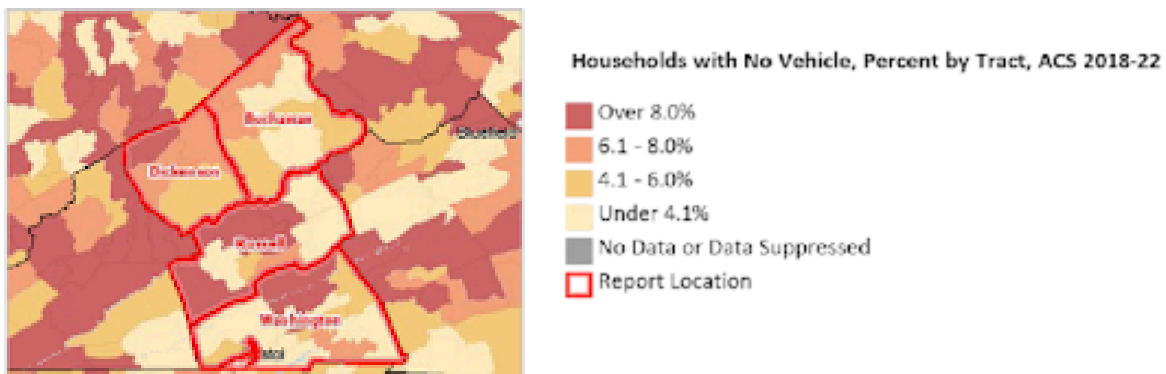 Households with No Vehicle, Percent by Tract, ACS 2018-22
Over 8.0%
6.1 - 8.0%
4.1 - 6.0%
Under 4.1%
No Data or Data Suppressed
Report Location
Buchanan
Bluefield
Dickenson
Russell
Washington